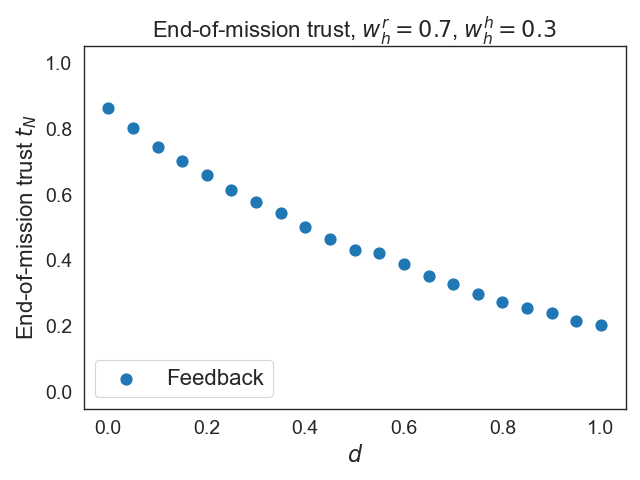 End-of-mission trust, $w_h^r = 0.7$, $w_h^h = 0.3$
End-of-mission trust $t_N$
1.0
0.8
0.6
0.4
0.2
0.0
Feedback
0.0 0.2 0.4 0.6 0.8 1.0
d